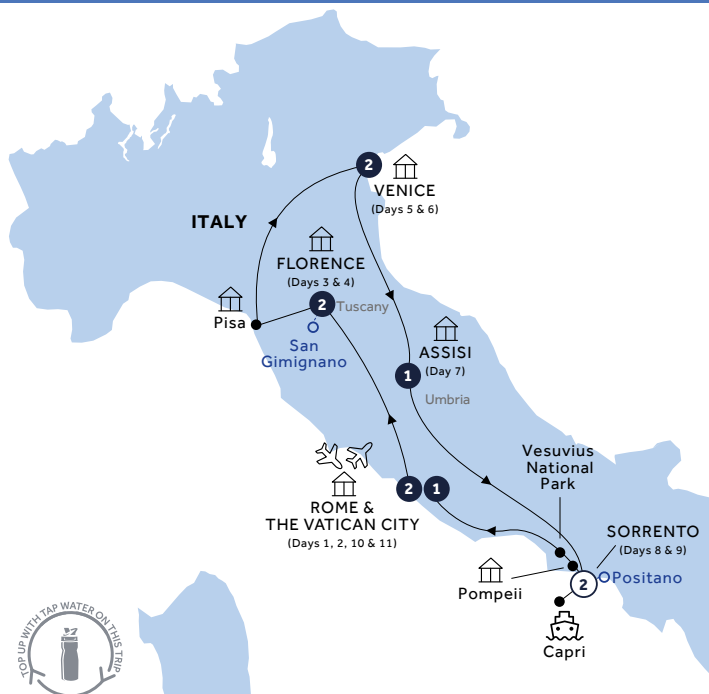 2
VENICE
(Days 5 & 6)
ITALY
FLORENCE
(Days 3 & 4)
2
Tuscany
Pisa
San
Gimignano
ASSISI
(Day 7)
1
Umbria
Vesuvius
National
Park
2
1
ROME &
THE VATICAN CITY
(Days 1, 2, 10 & 11)
SORRENTO
(Days 8 & 9)
Pompeii
2
Positano
Capri
TOP UP WITH TAP WATER ON THIS TRIP